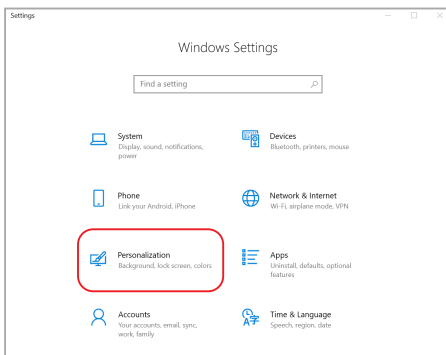 Settings
Windows Settings
Find a setting
System
Display, sound, notifications,
power
Devices
Bluetooth, printers, mouse
Phone
Link your Android, iPhone
Network & Internet
Wi-Fi, airplane mode, VPN
Personalization
Background, lock screen, colors
Apps
Uninstall, defaults, optional
features
Accounts
Your accounts, email, sync,
work, family
Time & Language
Speech, region, date